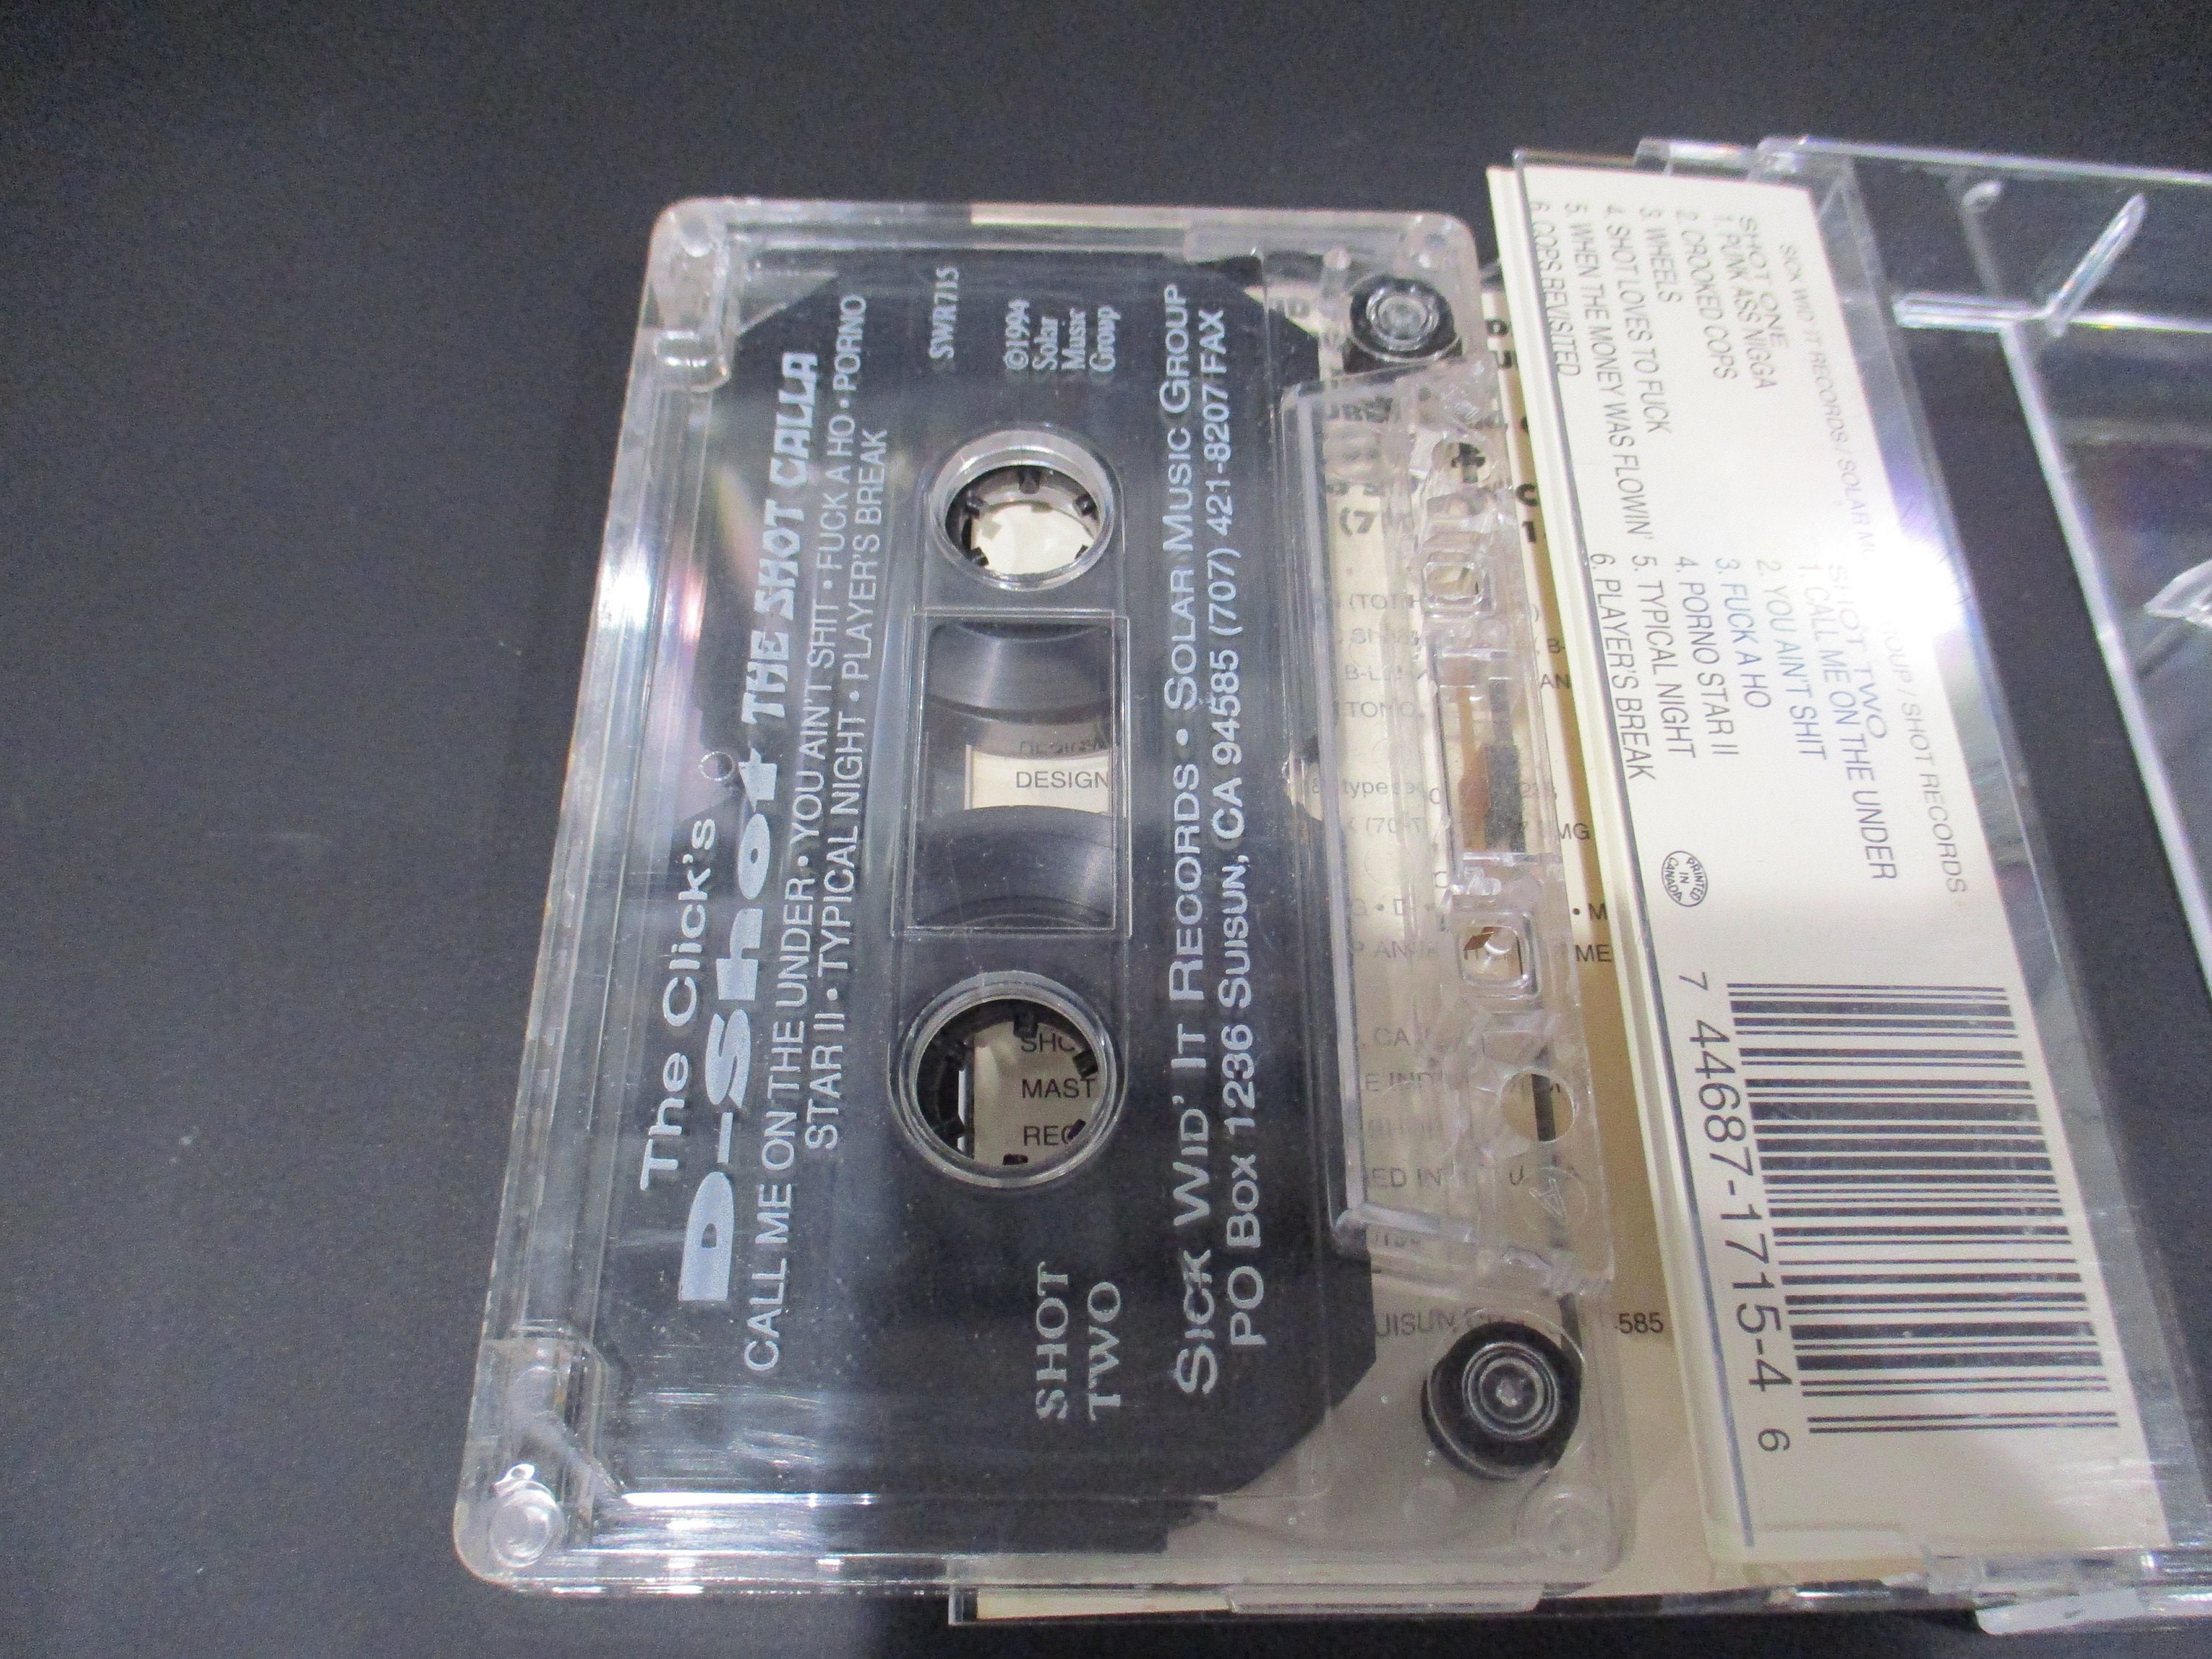 The Click's
D-Shot THE SHOT CALLA
CALL ME ON THE UNDER • YOU AIN'T SHIT • FUCK A HO • PORNO
STAR II • TYPICAL NIGHT • PLAYER'S BREAK
SWR715
©1994
Solar
Music
Group
SHOT
TWO
SICK WID' IT RECORDS • SOLAR MUSIC GROUP
PO BOX 1236 SUISUN, CA 94585 (707) 421-8207 FAX
DESIGN
MAST
585
SICK WID' IT RECORDS / SOLAR / SHOT RECORDS
SHOT ONE
1. PUNK ASS NIGGA
2. CROOKED COPS
3. WHEELS
4. SHOT LOVES TO FUCK
5. WHEN THE MONEY WAS FLOWIN'
6. COPS REVISITED
SHOT TWO
1. CALL ME ON THE UNDER
2. YOU AIN'T SHIT
3. FUCK A HO
4. PORNO STAR II
5. TYPICAL NIGHT
6. PLAYER'S BREAK
PRINTED
IN
CANADA
7 44687-1715-4 6